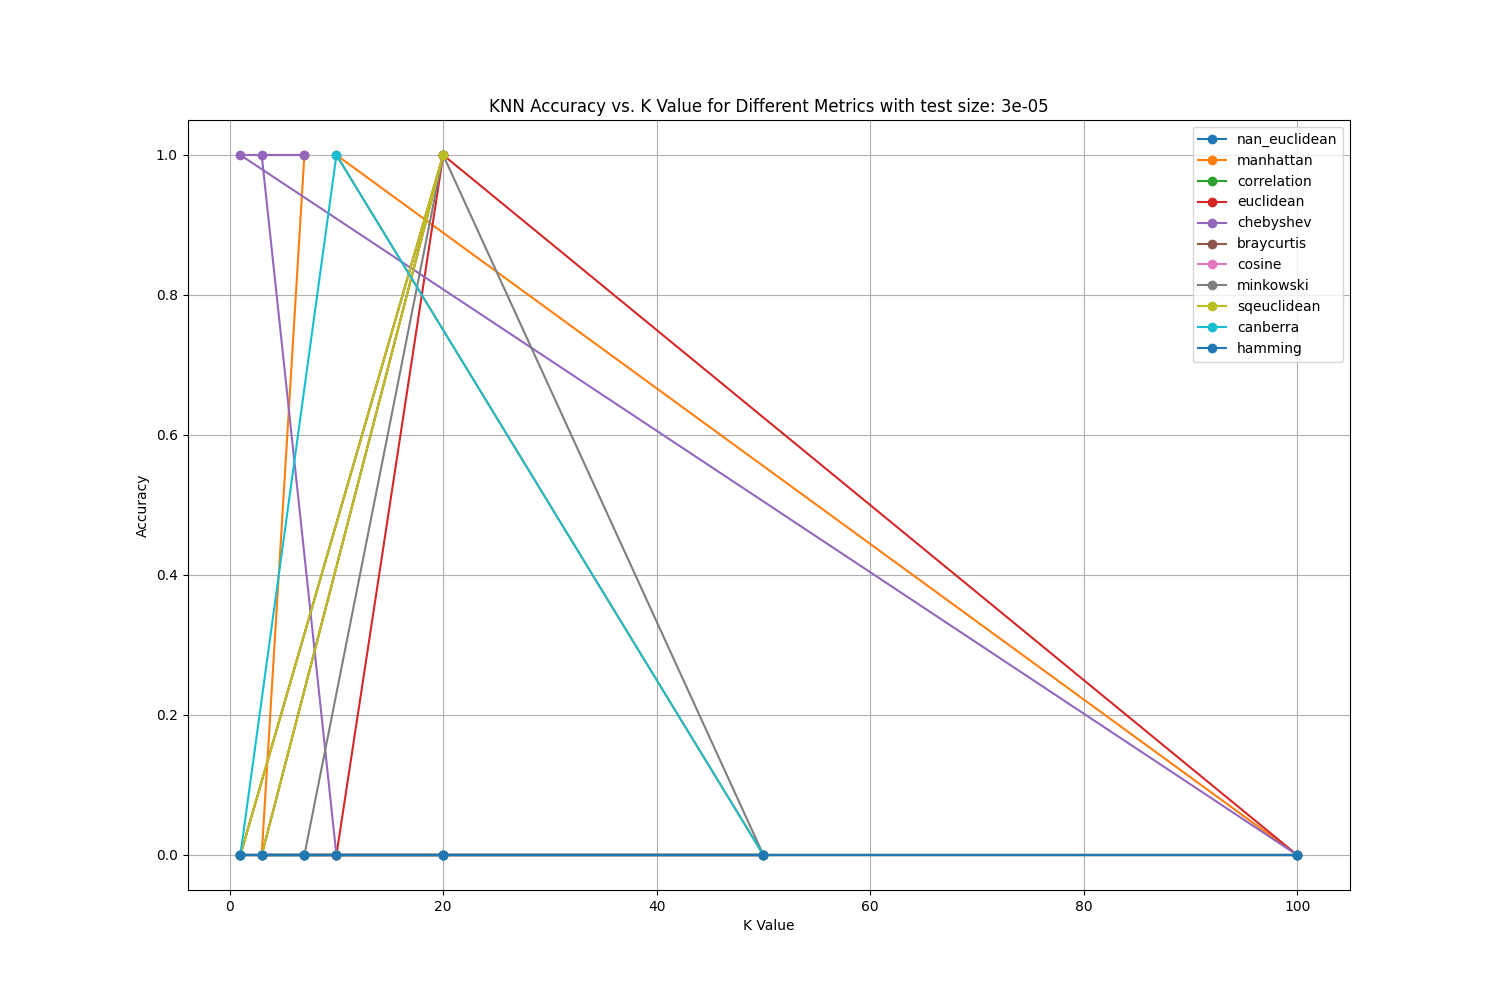 KNN Accuracy vs. K Value for Different Metrics with test size: 3e-05
nan_euclidean
manhattan
correlation
euclidean
chebyshev
braycurtis
cosine
minkowski
sqeuclidean
canberra
hamming
1.0
0.8
0.6
0.4
0.2
0.0
Accuracy
0 20 40 60 80 100
K Value